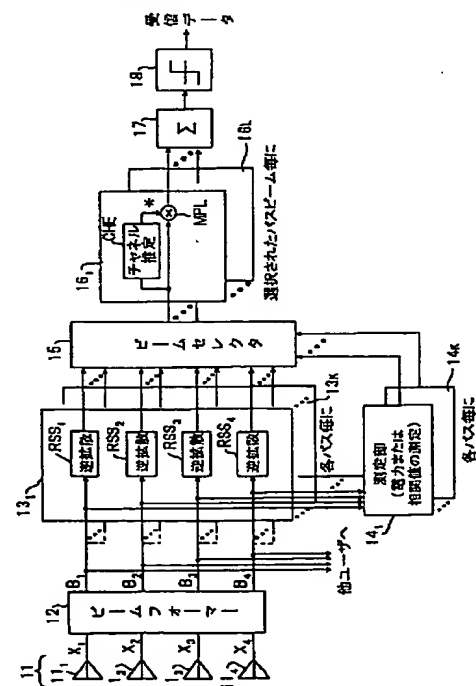 11
11₁
X₁
1₂
X₂
1₃
X₃
11₄
X₄
12
ビームフォーマー
B₁
B₂
B₃
B₄
他ユーザへ
13₁
13K
RSS₁
逆拡散
RSS₂
逆拡散
RSS₃
逆拡散
RSS₄
逆拡散
各パス毎に
14₁
測定部
(電力または
相関値の測定)
14K
各パス毎に
15
ビームセレクタ
16₁
CHE
チャネル
推定
*
×
MPL
16L
選択されたパスビーム毎に
17
Σ
18
受信データ